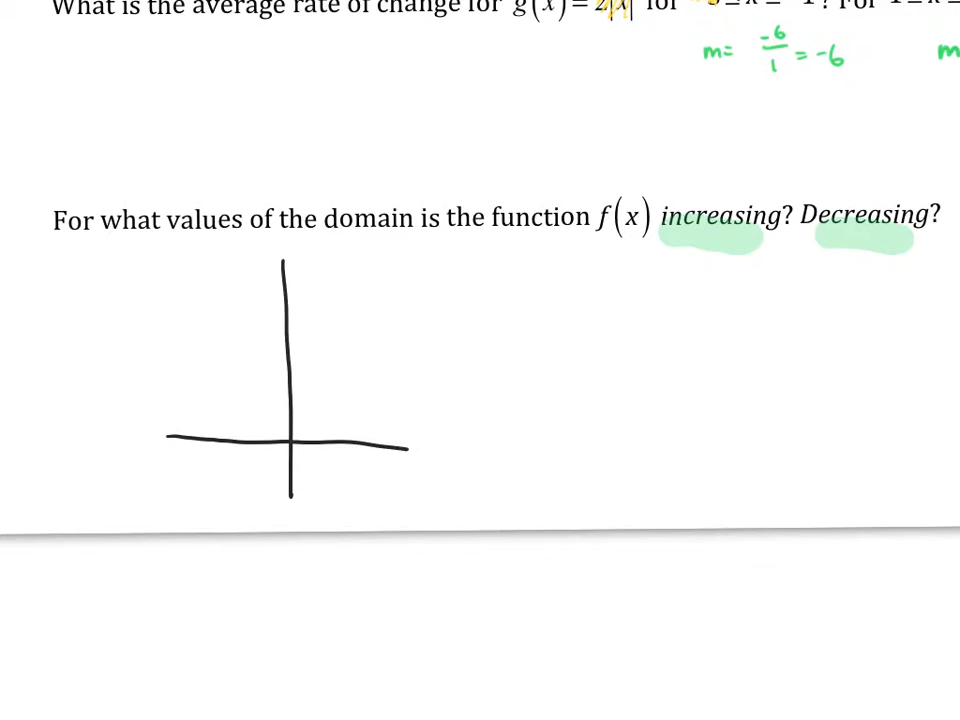 What is the average rate of change for g(x) = 2|x| for
m= -6/1 = -6 m
For what values of the domain is the function f(x) increasing? Decreasing?